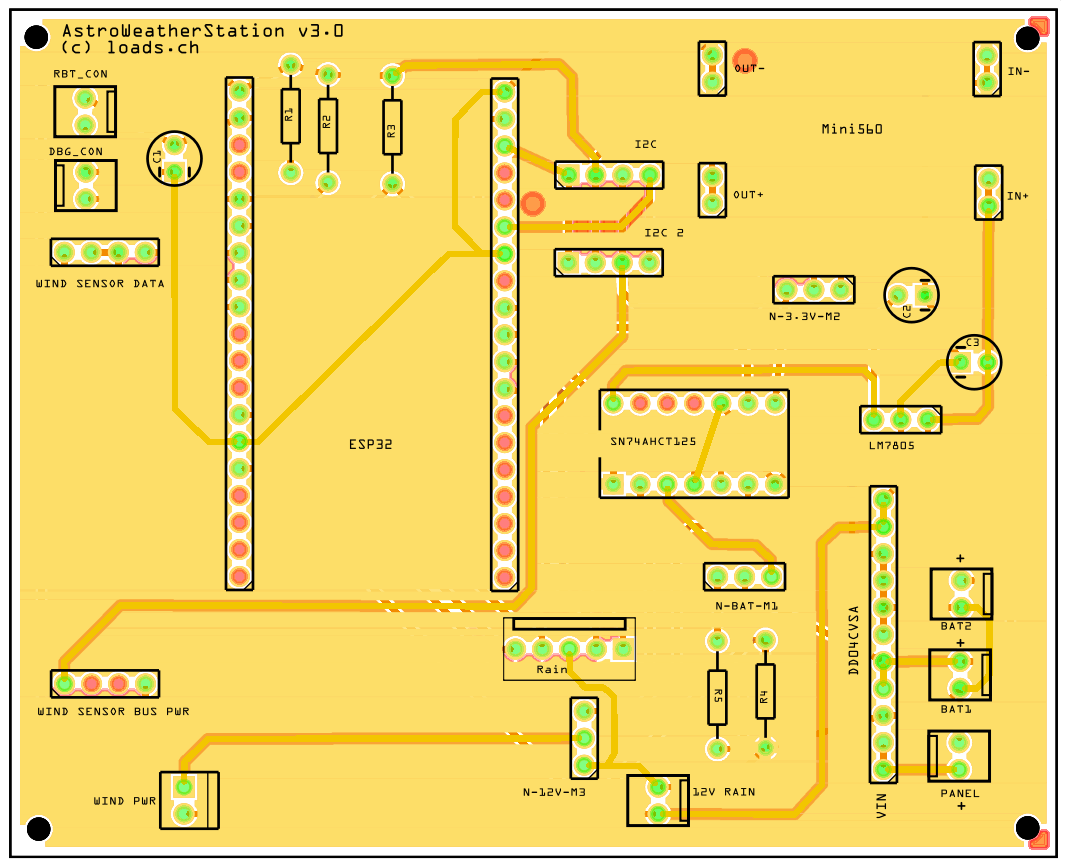 AstroWeatherStation v3.0
(c) loads.ch
RBT_CON
OUT-
IN-
R1
R2
R3
Mini560
I2C
DBG_CON
C1
OUT+
IN+
I2C 2
WIND SENSOR DATA
N-3.3V-M2
C2
C3
ESP32
SN74AHCT125
LM7805
+
N-BAT-M1
BAT2
DD04CVSA
+
Rain
R5
R4
BAT1
WIND SENSOR BUS PWR
N-12V-M3
12V RAIN
WIND PWR
VIN
PANEL
+